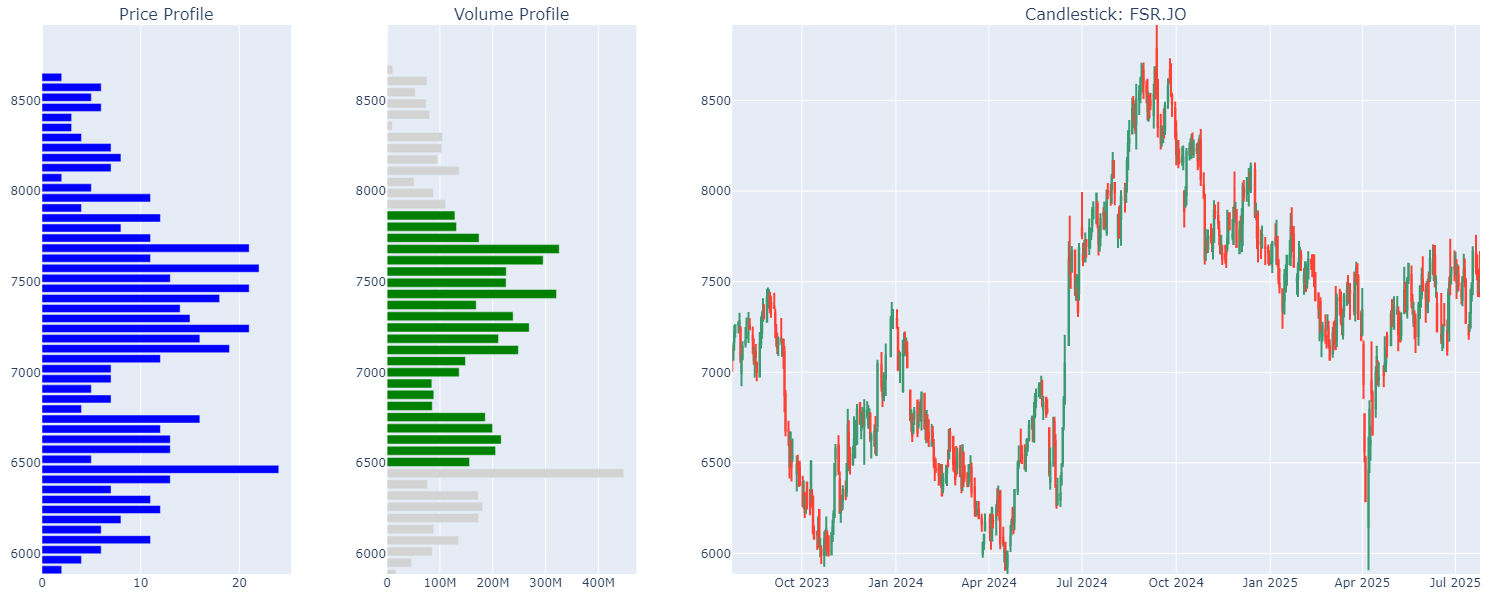 Price Profile
Volume Profile
Candlestick: FSR.JO
8500
8000
7500
7000
6500
6000
0
10
20
8500
8000
7500
7000
6500
6000
0
100M
200M
300M
400M
8500
8000
7500
7000
6500
6000
Oct 2023
Jan 2024
Apr 2024
Jul 2024
Oct 2024
Jan 2025
Apr 2025
Jul 2025